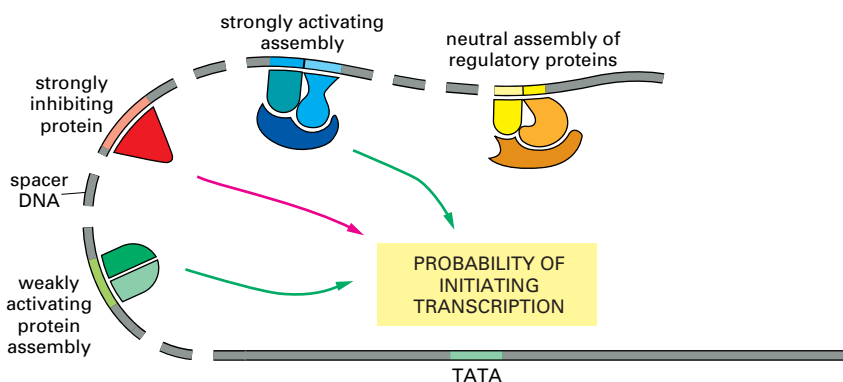 strongly activating
assembly
neutral assembly of
regulatory proteins
strongly
inhibiting
protein
spacer
DNA
weakly
activating
protein
assembly
PROBABILITY OF
INITIATING
TRANSCRIPTION
TATA